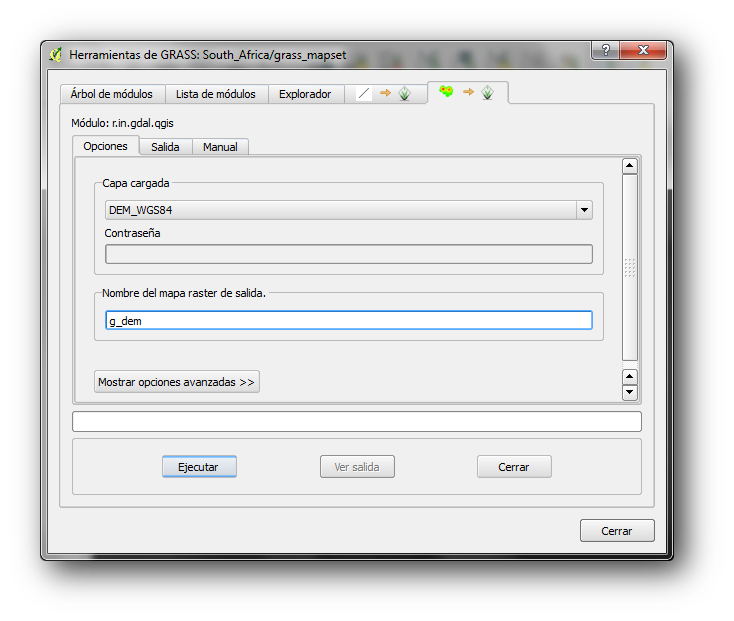 Herramientas de GRASS: South_Africa/grass_mapset
?
Árbol de módulos
Lista de módulos
Explorador
Módulo: r.in.gdal.qgis
Opciones
Salida
Manual
Capa cargada
DEM_WGS84
Contraseña
Nombre del mapa raster de salida.
g_dem
Mostrar opciones avanzadas >>
Ejecutar
Ver salida
Cerrar
Cerrar